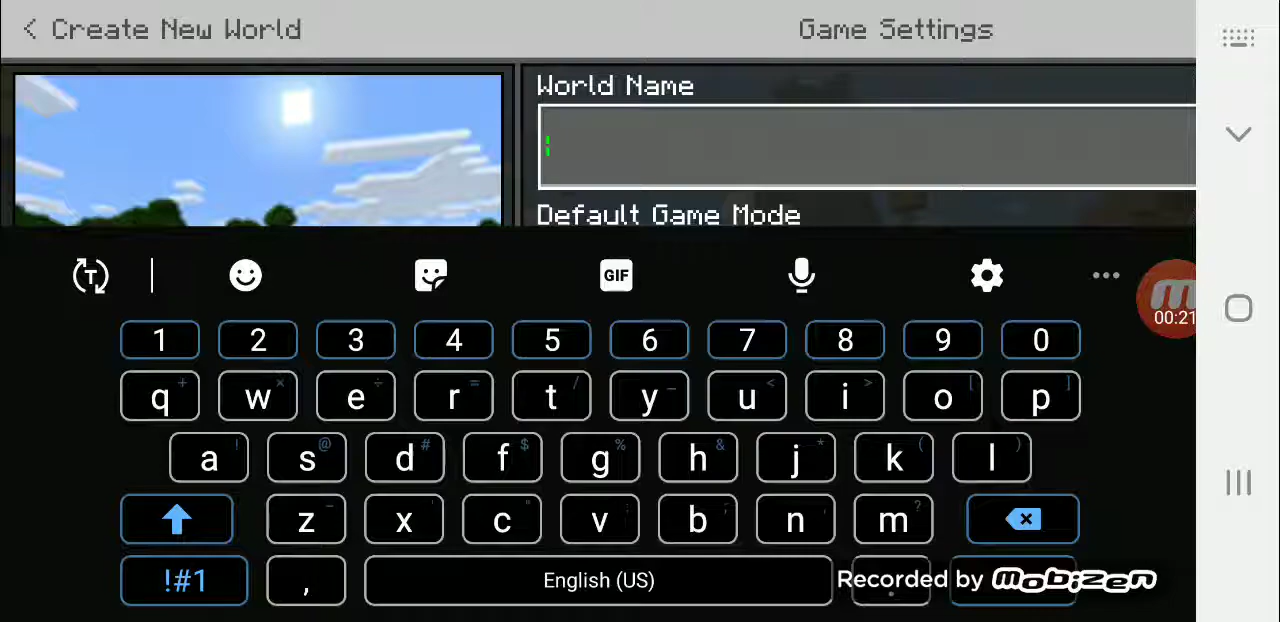 < Create New World
Game Settings
World Name
Default Game Mode
T
GIF
00:21
1 2 3 4 5 6 7 8 9 0
q + w × e ÷ r = t / y _ u < i > o [ p ]
a ! s @ d # f $ g % h & j * k ( l )
z - x ' c " v : b ; n , m ?
!#1 , English (US) .
Recorded by mobizen